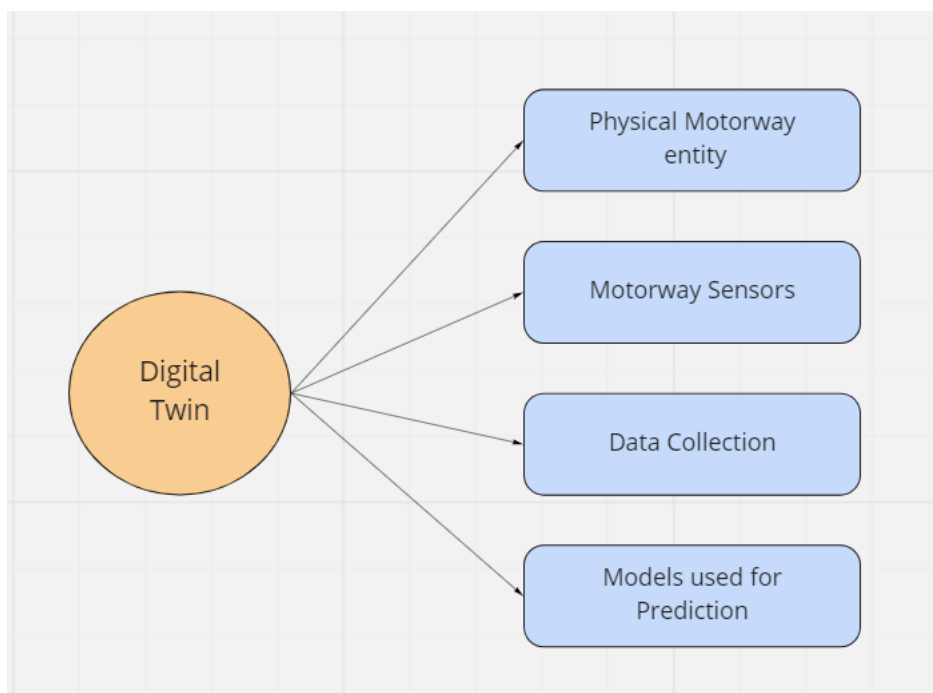 Physical Motorway
entity
Motorway Sensors
Digital
Twin
Data Collection
Models used for
Prediction